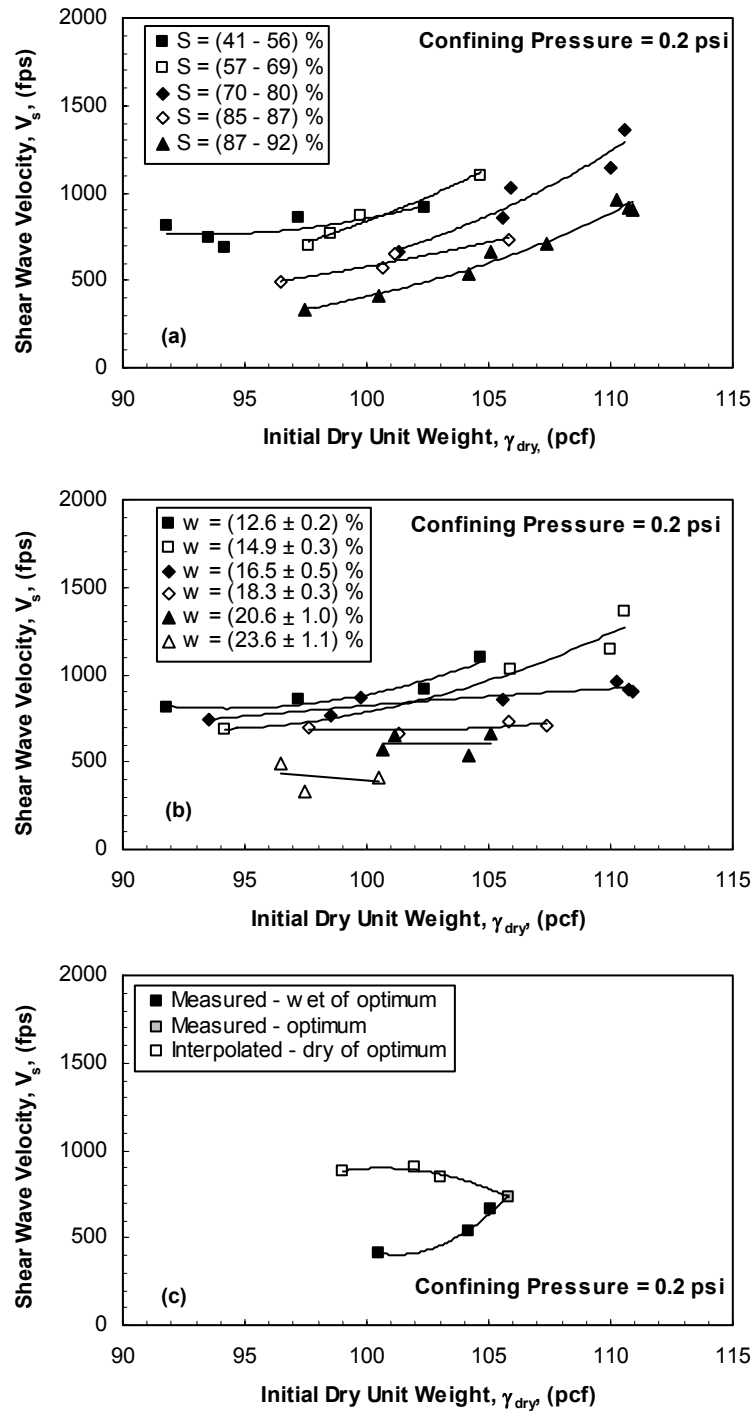 2000
1500
1000
500
0
Shear Wave Velocity, Vs, (fps)
S = (41 - 56) %
S = (57 - 69) %
S = (70 - 80) %
S = (85 - 87) %
S = (87 - 92) %
Confining Pressure = 0.2 psi
(a)
90 95 100 105 110 115
Initial Dry Unit Weight, γdry, (pcf)
2000
1500
1000
500
0
Shear Wave Velocity, Vs, (fps)
w = (12.6 ± 0.2) %
w = (14.9 ± 0.3) %
w = (16.5 ± 0.5) %
w = (18.3 ± 0.3) %
w = (20.6 ± 1.0) %
w = (23.6 ± 1.1) %
Confining Pressure = 0.2 psi
(b)
90 95 100 105 110 115
Initial Dry Unit Weight, γdry, (pcf)
2000
1500
1000
500
0
Shear Wave Velocity, Vs, (fps)
Measured - wet of optimum
Measured - optimum
Interpolated - dry of optimum
(c)
Confining Pressure = 0.2 psi
90 95 100 105 110 115
Initial Dry Unit Weight, γdry, (pcf)